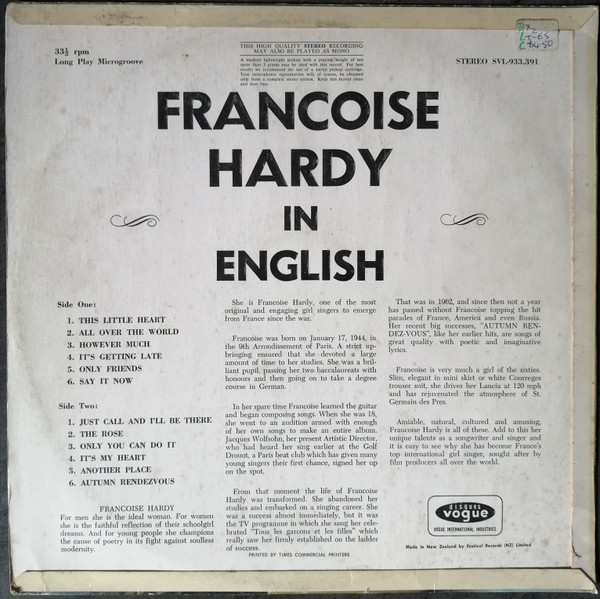 33⅓ rpm
Long Play Microgroove
THIS HIGH QUALITY STEREO RECORDING
MAY ALSO BE PLAYED AS MONO
STEREO SVL-933.391
FRANCOISE
HARDY
IN
ENGLISH
Side One:
1. THIS LITTLE HEART
2. ALL OVER THE WORLD
3. HOWEVER MUCH
4. IT'S GETTING LATE
5. ONLY FRIENDS
6. SAY IT NOW
Side Two:
1. JUST CALL AND I'LL BE THERE
2. THE ROSE
3. ONLY YOU CAN DO IT
4. IT'S MY HEART
5. ANOTHER PLACE
6. AUTUMN RENDEZVOUS
FRANCOISE HARDY
For men she is the ideal woman. For women
she is the faithful reflection of their schoolgirl
dreams. And for young people she champions
the cause of poetry in its fight against soulless
modernity.
She is Francoise Hardy, one of the most
original and engaging girl singers to emerge
from France since the war.
Francoise was born on January 17, 1944, in
the 9th Arrondisement of Paris. A strict up-
bringing ensured that she devoted a large
amount of time to her studies. She was a bril-
liant pupil, passing her two baccalaureats with
honours and then going on to take a degree
course in German.
In her spare time Francoise learned the guitar
and began composing songs. When she was 18,
she went to an audition armed with enough
of her own songs to make an entire album.
Jacques Wolfsohn, her present Artistic Director,
who had heard her sing earlier at the Golf
Drouot, a Paris beat club which has given many
young singers their first chance, signed her up
on the spot.
From that moment the life of Francoise
Hardy was transformed. She abandoned her
studies and embarked on a singing career. She
was a success almost immediately, but it was
the TV programme in which she sang her cele-
brated "Tous les garcons et les filles" which
really saw her firmly established on the ladder
of success.
PRINTED BY TIMES COMMERCIAL PRINTERS
That was in 1962, and since then not a year
has passed without Francoise topping the hit
parades of France, America and even Russia.
Her recent big successes, "AUTUMN REN-
DEZ-VOUS", like her earlier hits, are songs of
great quality with poetic and imaginative
lyrics.
Francoise is very much a girl of the sixties.
Slim, elegant in mini skirt or white Courreges
trouser suit, she drives her Lancia at 120 mph
and has rejuvenated the atmosphere of St.
Germain des Pres.
Amiable, natural, cultured and amusing,
Francoise Hardy is all of these. Add to this her
unique talents as a songwriter and singer and
it is easy to see why she has become France's
top international girl singer, sought after by
film producers all over the world.
disques
vogue
VOGUE INTERNATIONAL INDUSTRIES
Made in New Zealand by Festival Records (NZ) Limited